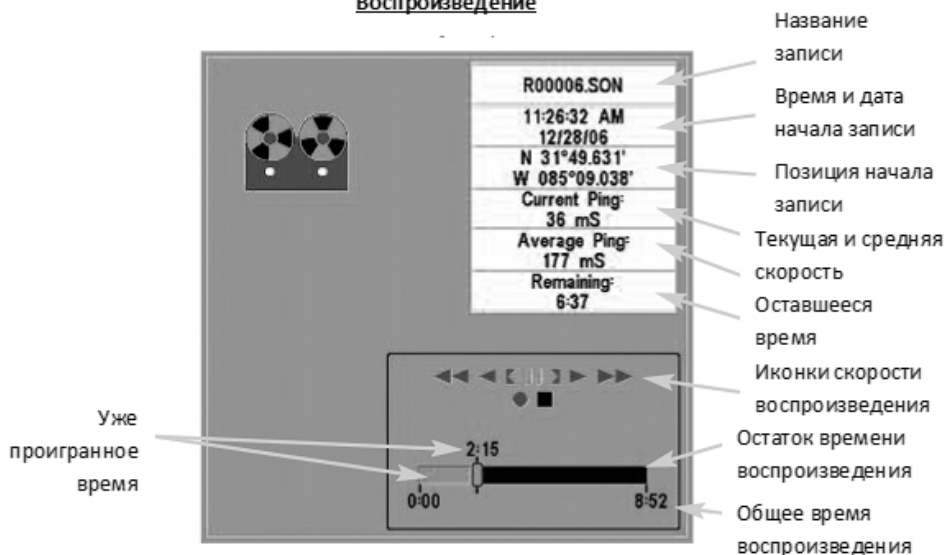 Воспроизведение
Название
записи
R00006.SON
Время и дата
начала записи
11:26:32 AM
12/28/06
N 31°49.631'
W 085°09.038'
Позиция начала
записи
Current Ping:
36 mS
Average Ping:
177 mS
Текущая и средняя
скорость
Remaining:
6:37
Оставшееся
время
Иконки скорости
воспроизведения
Уже
проигранное
время
2:15
0:00
8:52
Остаток времени
воспроизведения
Общее время
воспроизведения